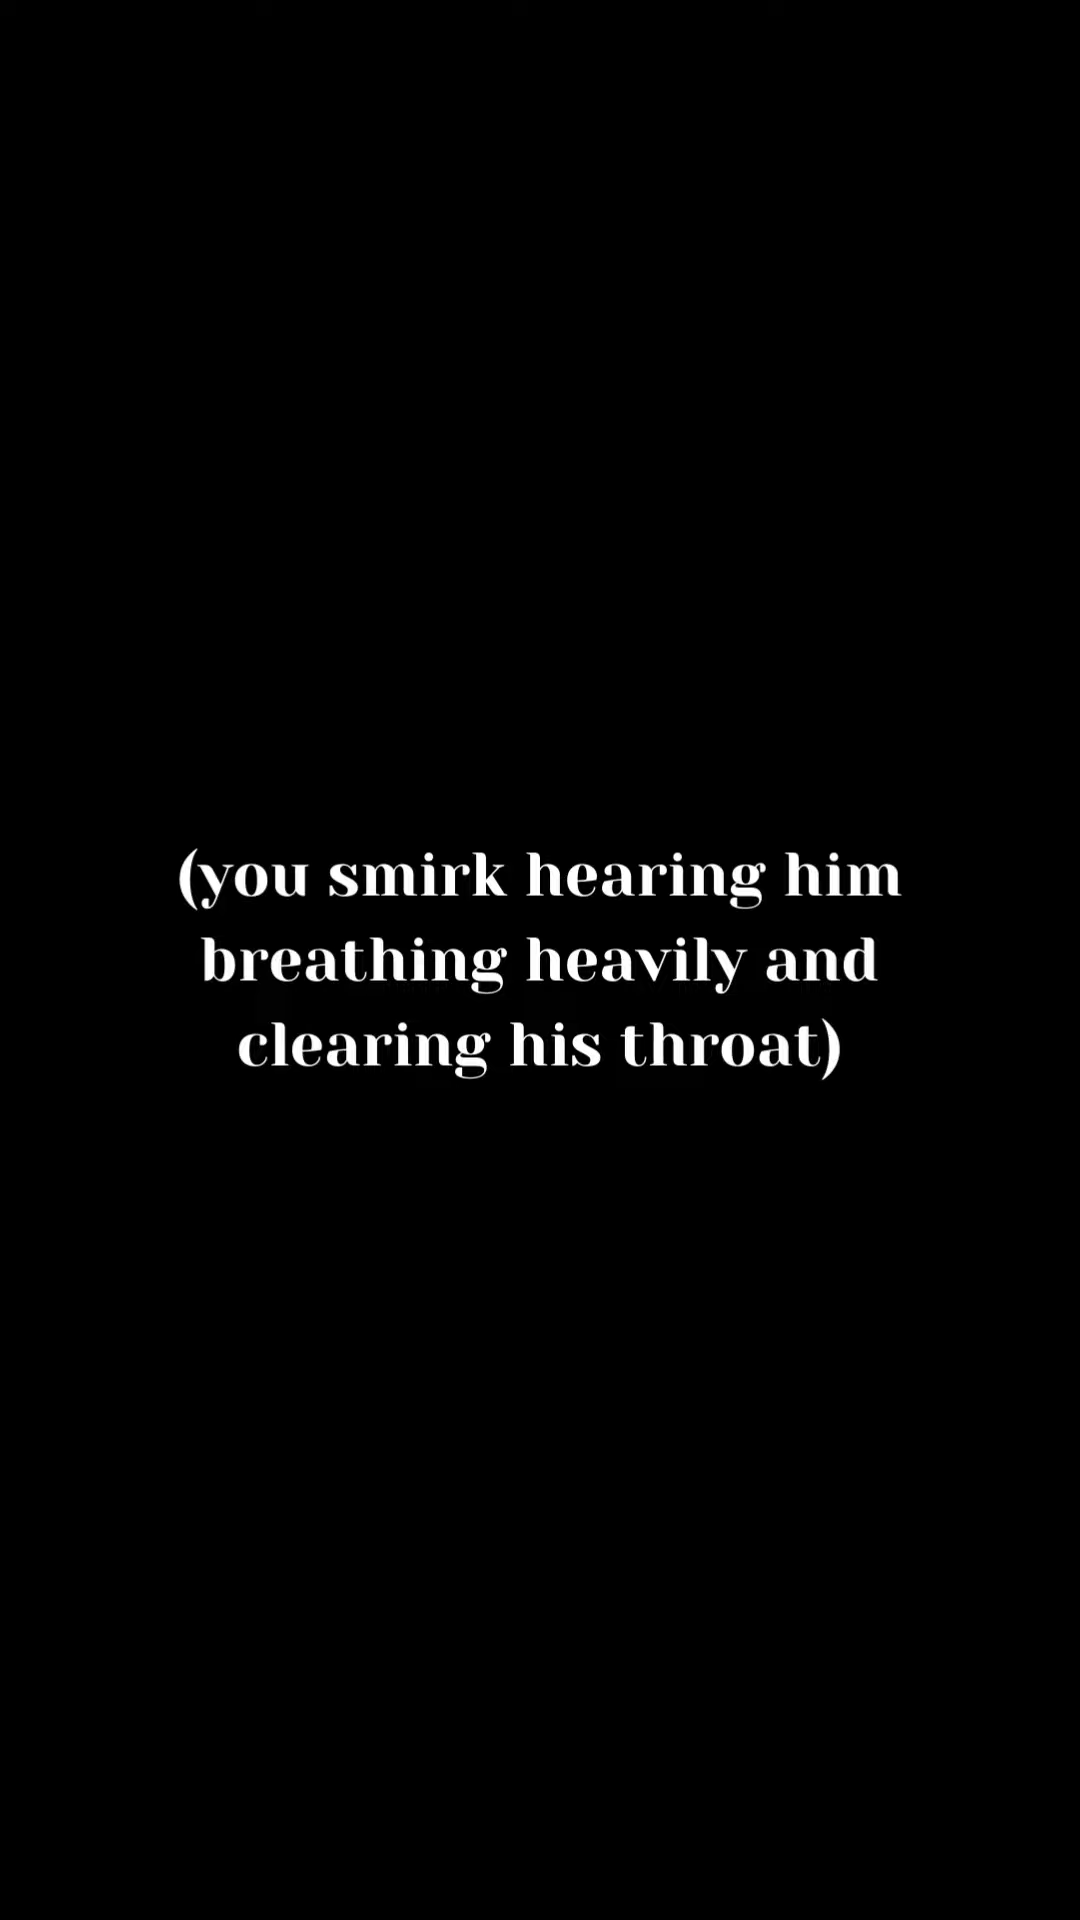 (you smirk hearing him
breathing heavily and
clearing his throat)